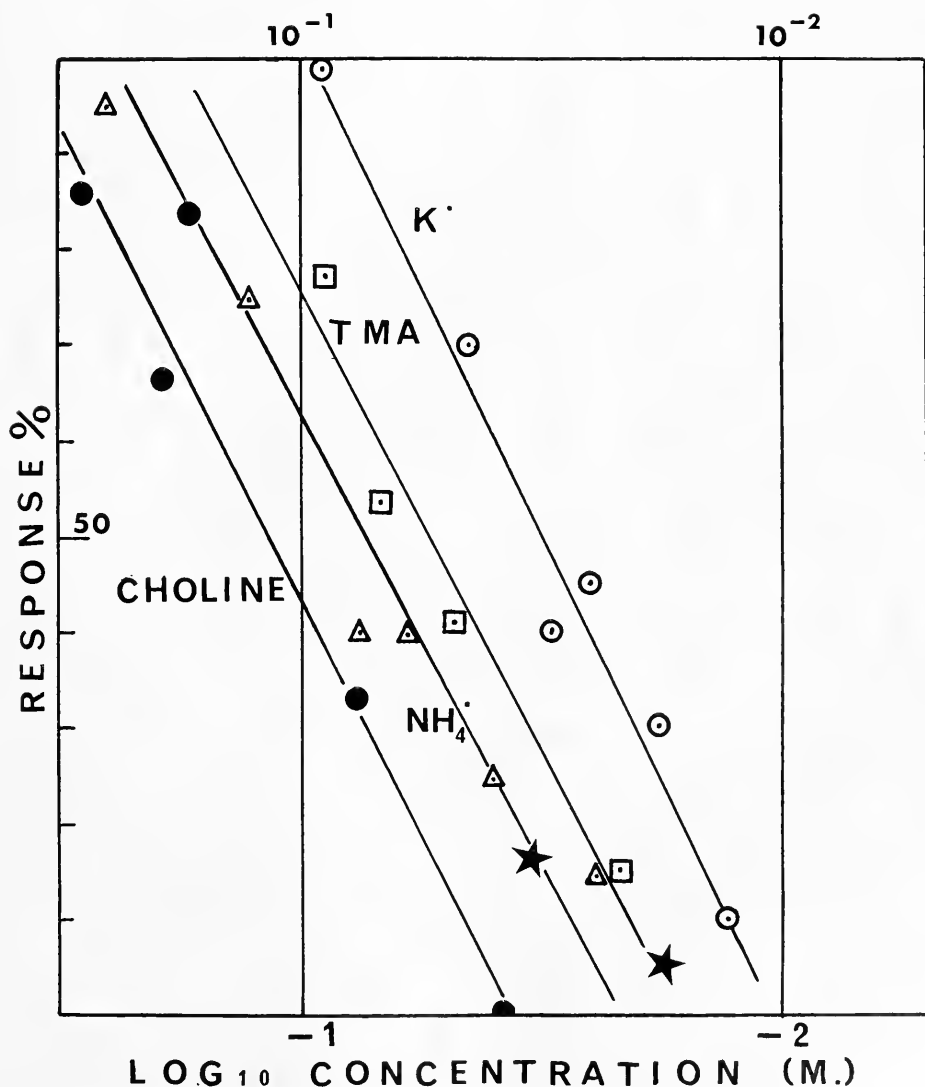 10⁻¹ 10⁻²
K⁺
TMA
RESPONSE %
50
CHOLINE
NH₄⁺
−1 −2
LOG₁₀ CONCENTRATION (M.)